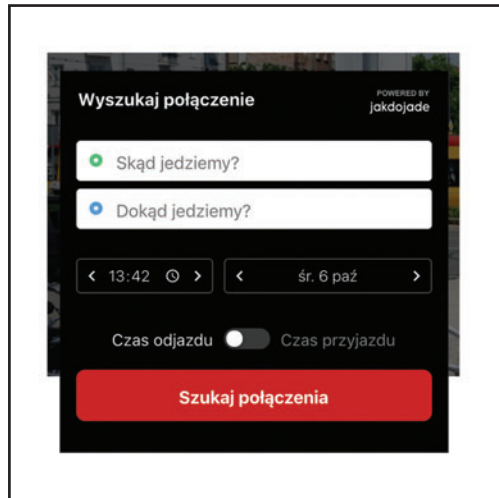 Wyszukaj połączenie
POWERED BY
jakdojade
Skąd jedziemy?
Dokąd jedziemy?
13:42
śr. 6 paź
Czas odjazdu Czas przyjazdu
Szukaj połączenia